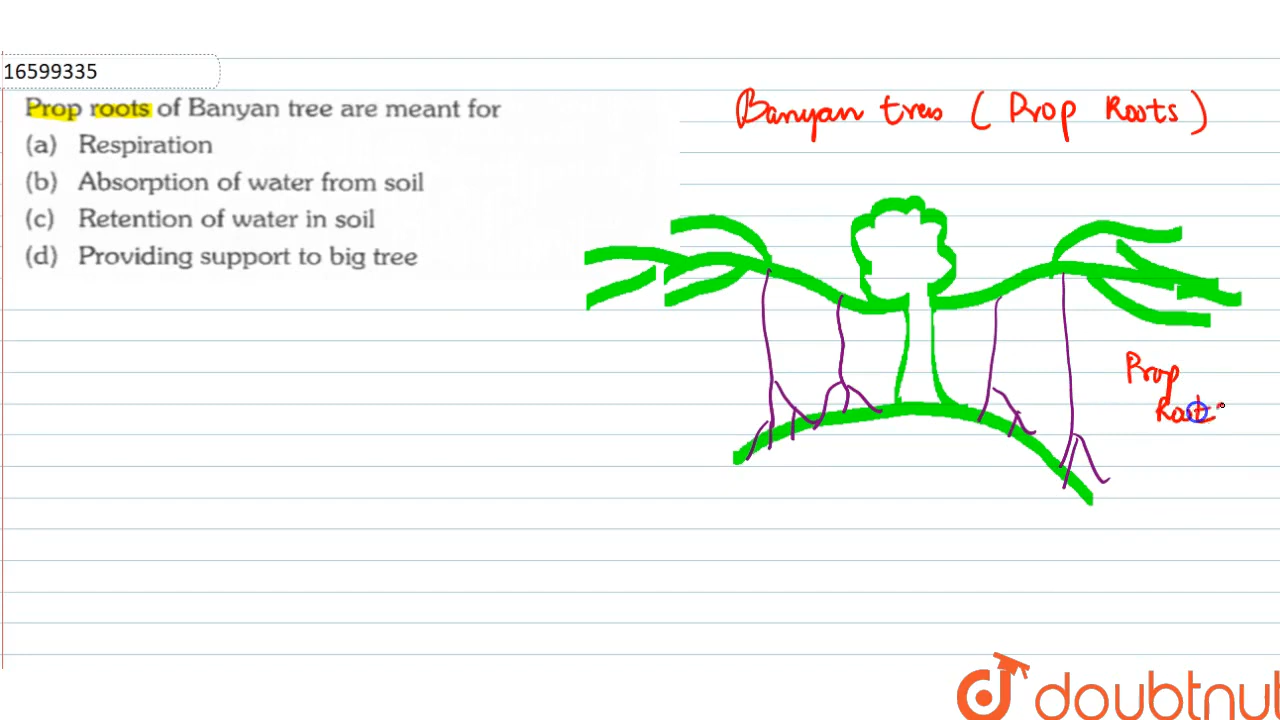 16599335
Prop roots of Banyan tree are meant for
(a) Respiration
(b) Absorption of water from soil
(c) Retention of water in soil
(d) Providing support to big tree
Banyan tree (Prop Roots)
Prop
Root
doubtnut